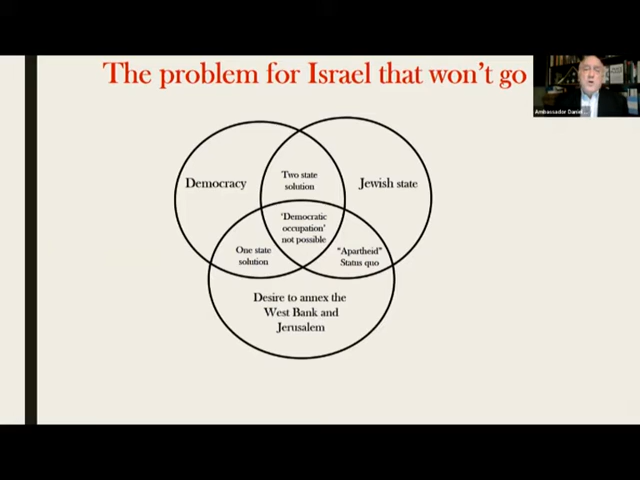 The problem for Israel that won't go
Ambassador Daniel
Democracy
Two state
solution
Jewish state
'Democratic
occupation'
not possible
One state
solution
"Apartheid"
Status quo
Desire to annex the
West Bank and
Jerusalem